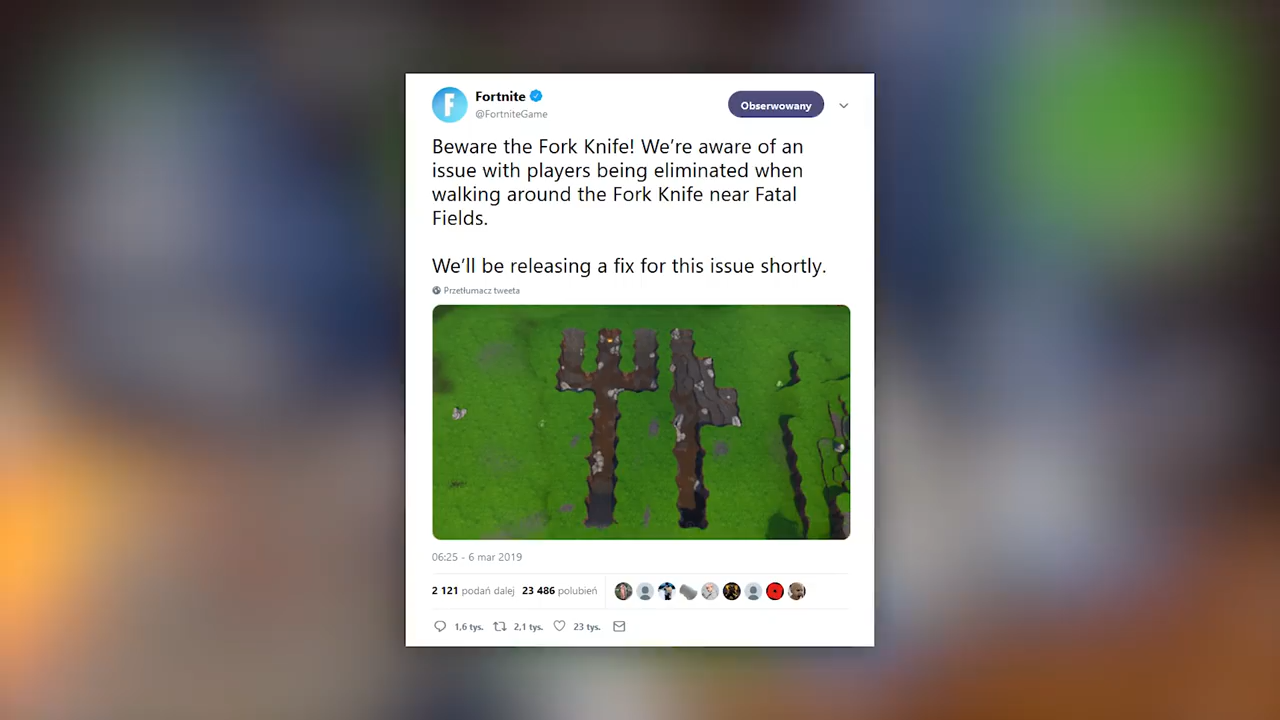 Fortnite
@FortniteGame
Obserwowany
Beware the Fork Knife! We're aware of an
issue with players being eliminated when
walking around the Fork Knife near Fatal
Fields.
We'll be releasing a fix for this issue shortly.
Przetłumacz tweeta
06:25 - 6 mar 2019
2 121 podań dalej 23 486 polubień
1,6 tys. 2,1 tys. 23 tys.